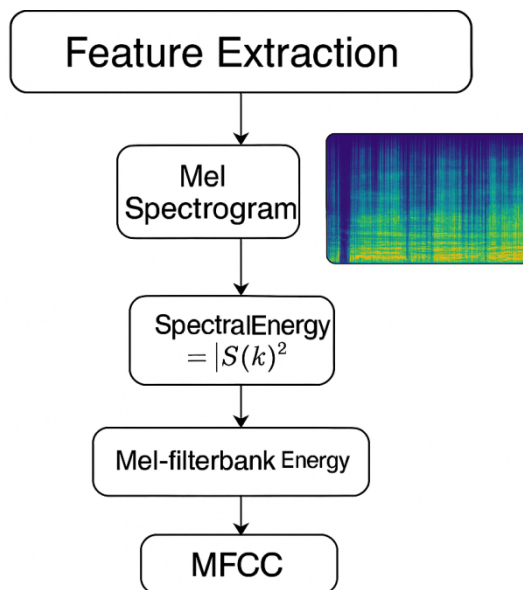 Feature Extraction
Mel
Spectrogram
SpectralEnergy
= |S(k)²
Mel-filterbank Energy
MFCC